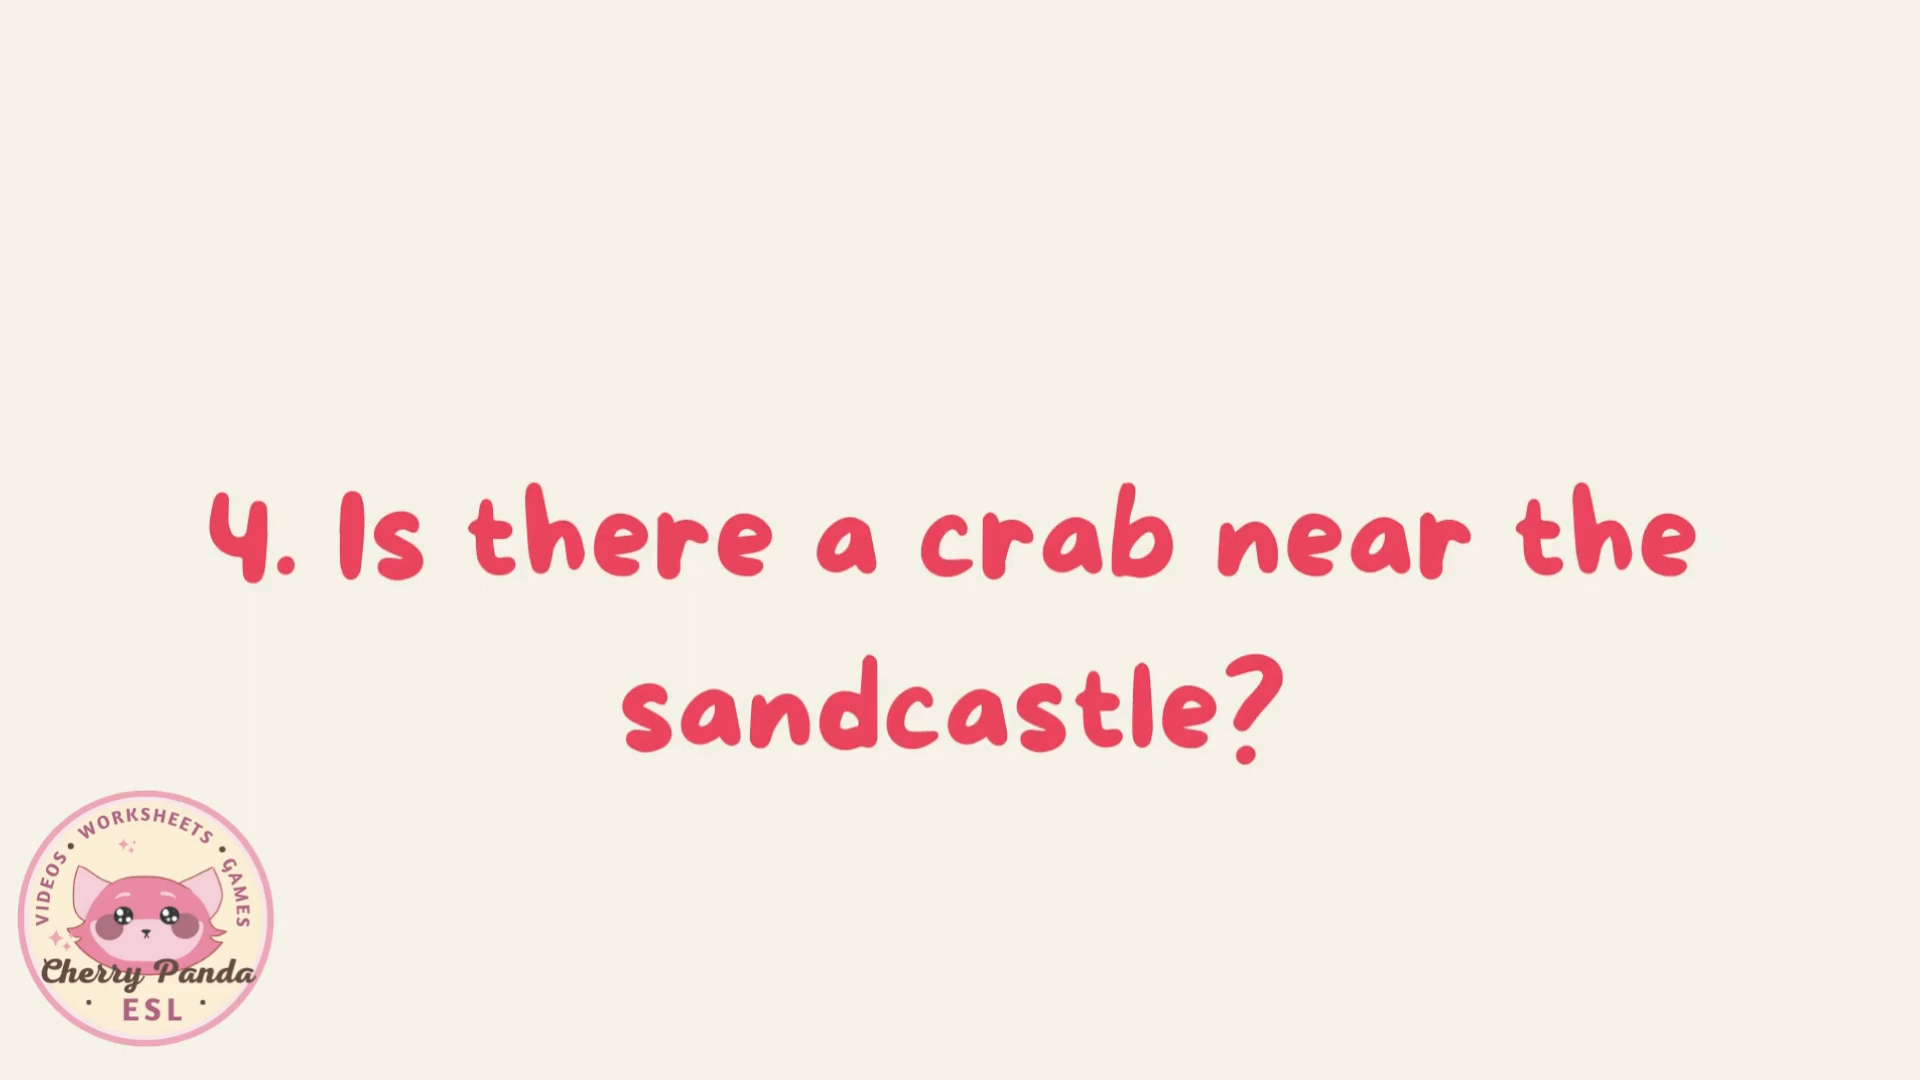 4. Is there a crab near the
sandcastle?
VIDEOS • WORKSHEETS • GAMES
Cherry Panda
• ESL •